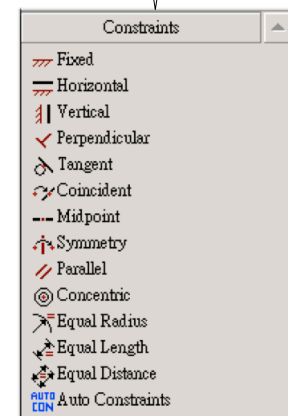 Constraints
Fixed
Horizontal
Vertical
Perpendicular
Tangent
Coincident
Midpoint
Symmetry
Parallel
Concentric
Equal Radius
Equal Length
Equal Distance
AUTO CON Auto Constraints